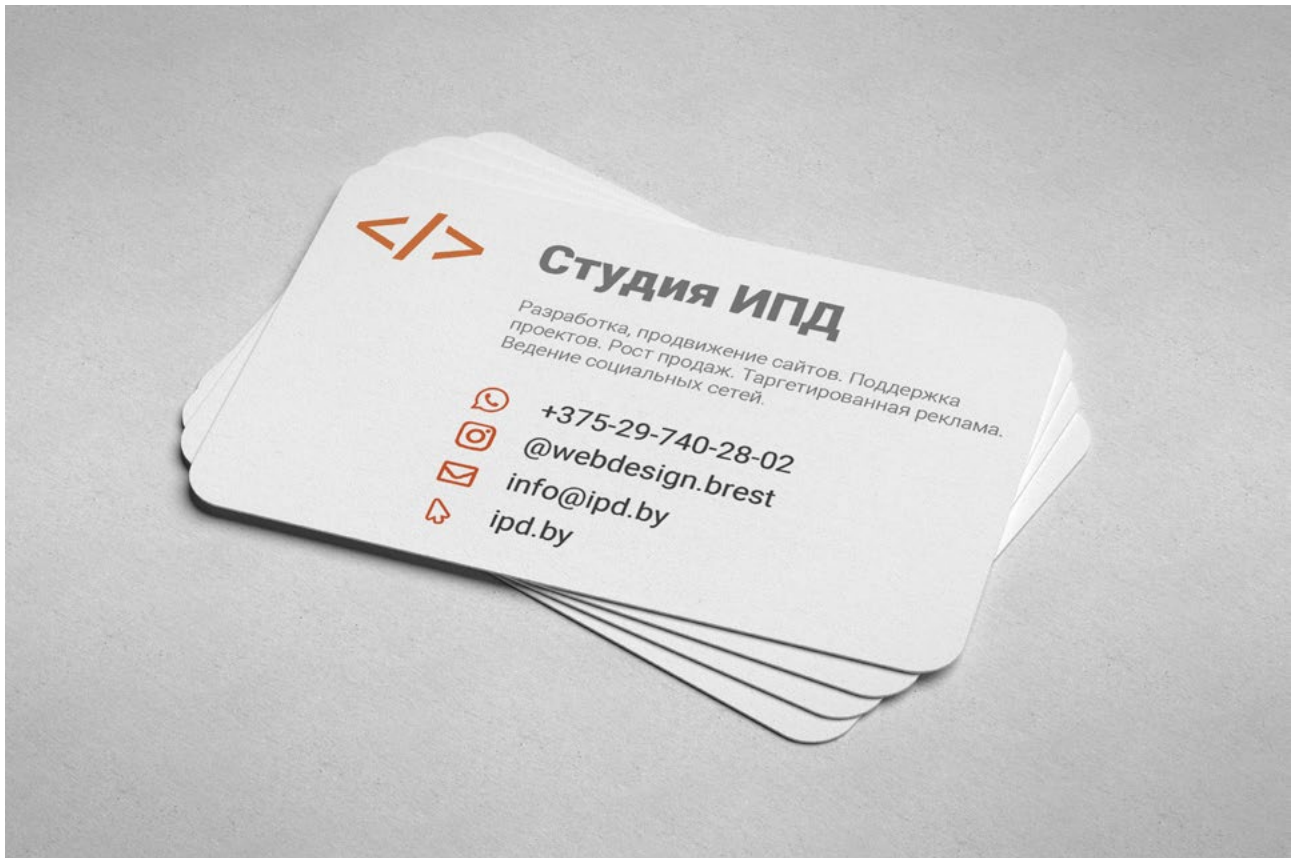 </>
Студия ИПД
Разработка, продвижение сайтов. Поддержка
проектов. Рост продаж. Таргетированная реклама.
Ведение социальных сетей.
+375-29-740-28-02
@webdesign.brest
info@ipd.by
ipd.by